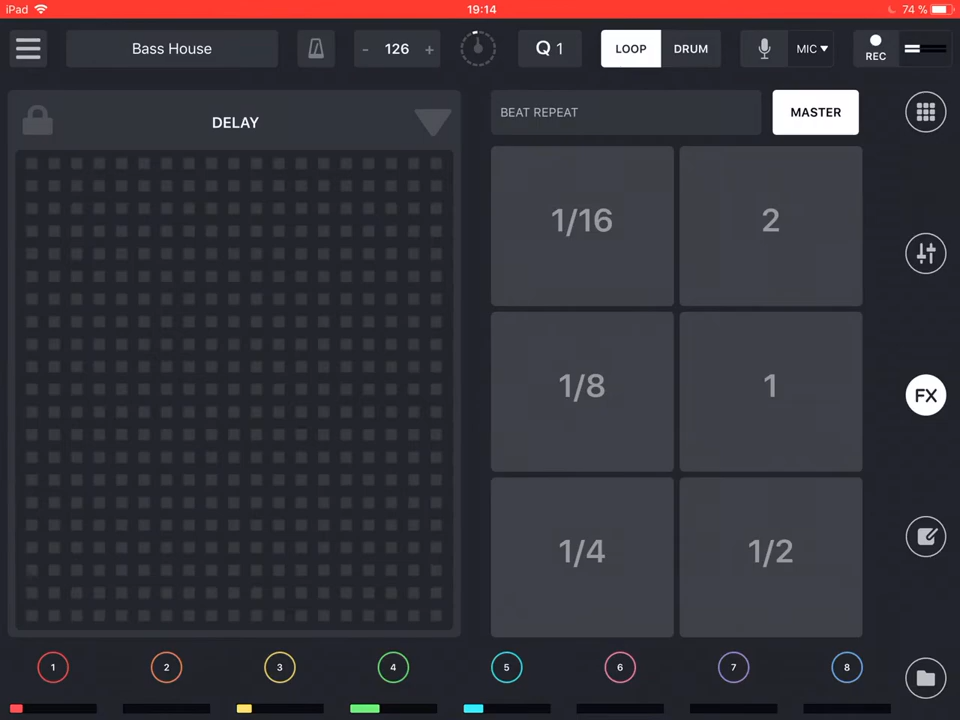 iPad 19:14 74 %
Bass House - 126 + Q 1 LOOP DRUM MIC▼ REC
DELAY BEAT REPEAT MASTER
1/16 2
1/8 1
FX
1/4 1/2
1 2 3 4 5 6 7 8